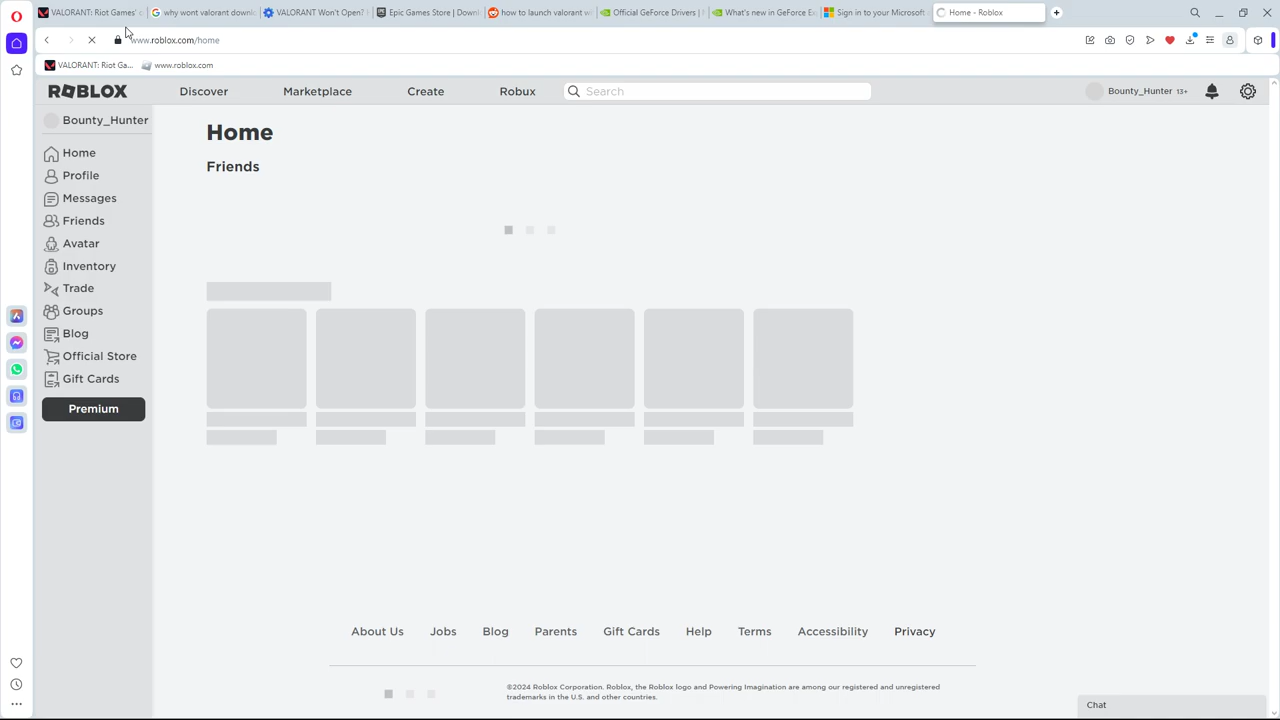 VALORANT: Riot Games'
why wont valorant downl
VALORANT Won't Open?
Epic Games Store | Do
how to launch valorant wi
Official GeForce Drivers |
What's new in GeForce Ex
Sign in to your Microsoft
Home - Roblox
www.roblox.com/home
VALORANT: Riot Ga...
www.roblox.com
ROBLOX
Discover
Marketplace
Create
Robux
Search
Bounty_Hunter 13+
Bounty_Hunter
Home
Profile
Messages
Friends
Avatar
Inventory
Trade
Groups
Blog
Official Store
Gift Cards
Premium
Home
Friends
About Us
Jobs
Blog
Parents
Gift Cards
Help
Terms
Accessibility
Privacy
©2024 Roblox Corporation. Roblox, the Roblox logo and Powering Imagination are among our registered and unregistered
trademarks in the U.S. and other countries.
Chat